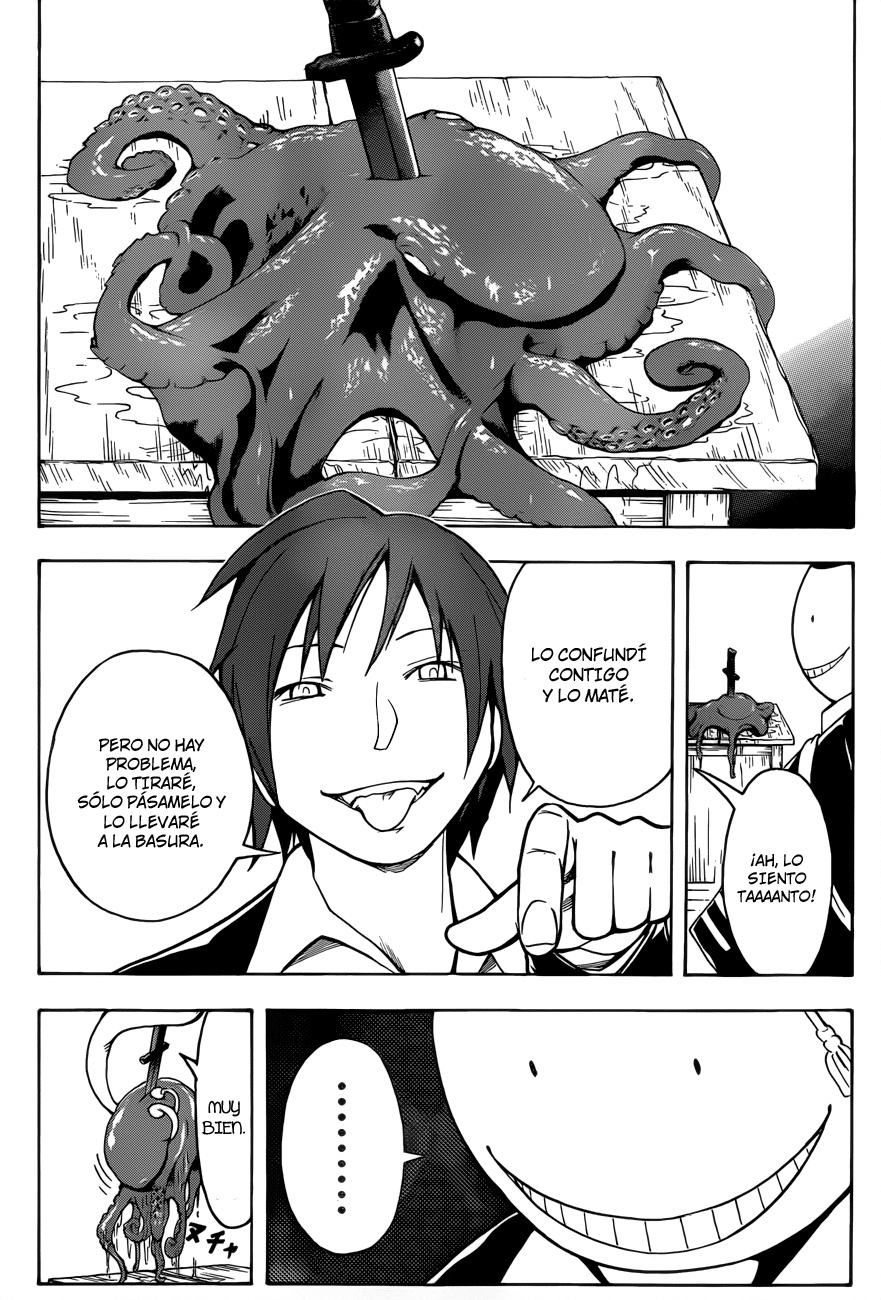 ¡AH, LO
SIENTO
TAAAANTO!
LO CONFUNDÍ
CONTIGO
Y LO MATÉ.
PERO NO HAY
PROBLEMA,
LO TIRARÉ,
SÓLO PÁSAMELO Y
LO LLEVARÉ
A LA BASURA.
.........
MUY
BIEN.
ヌチャ